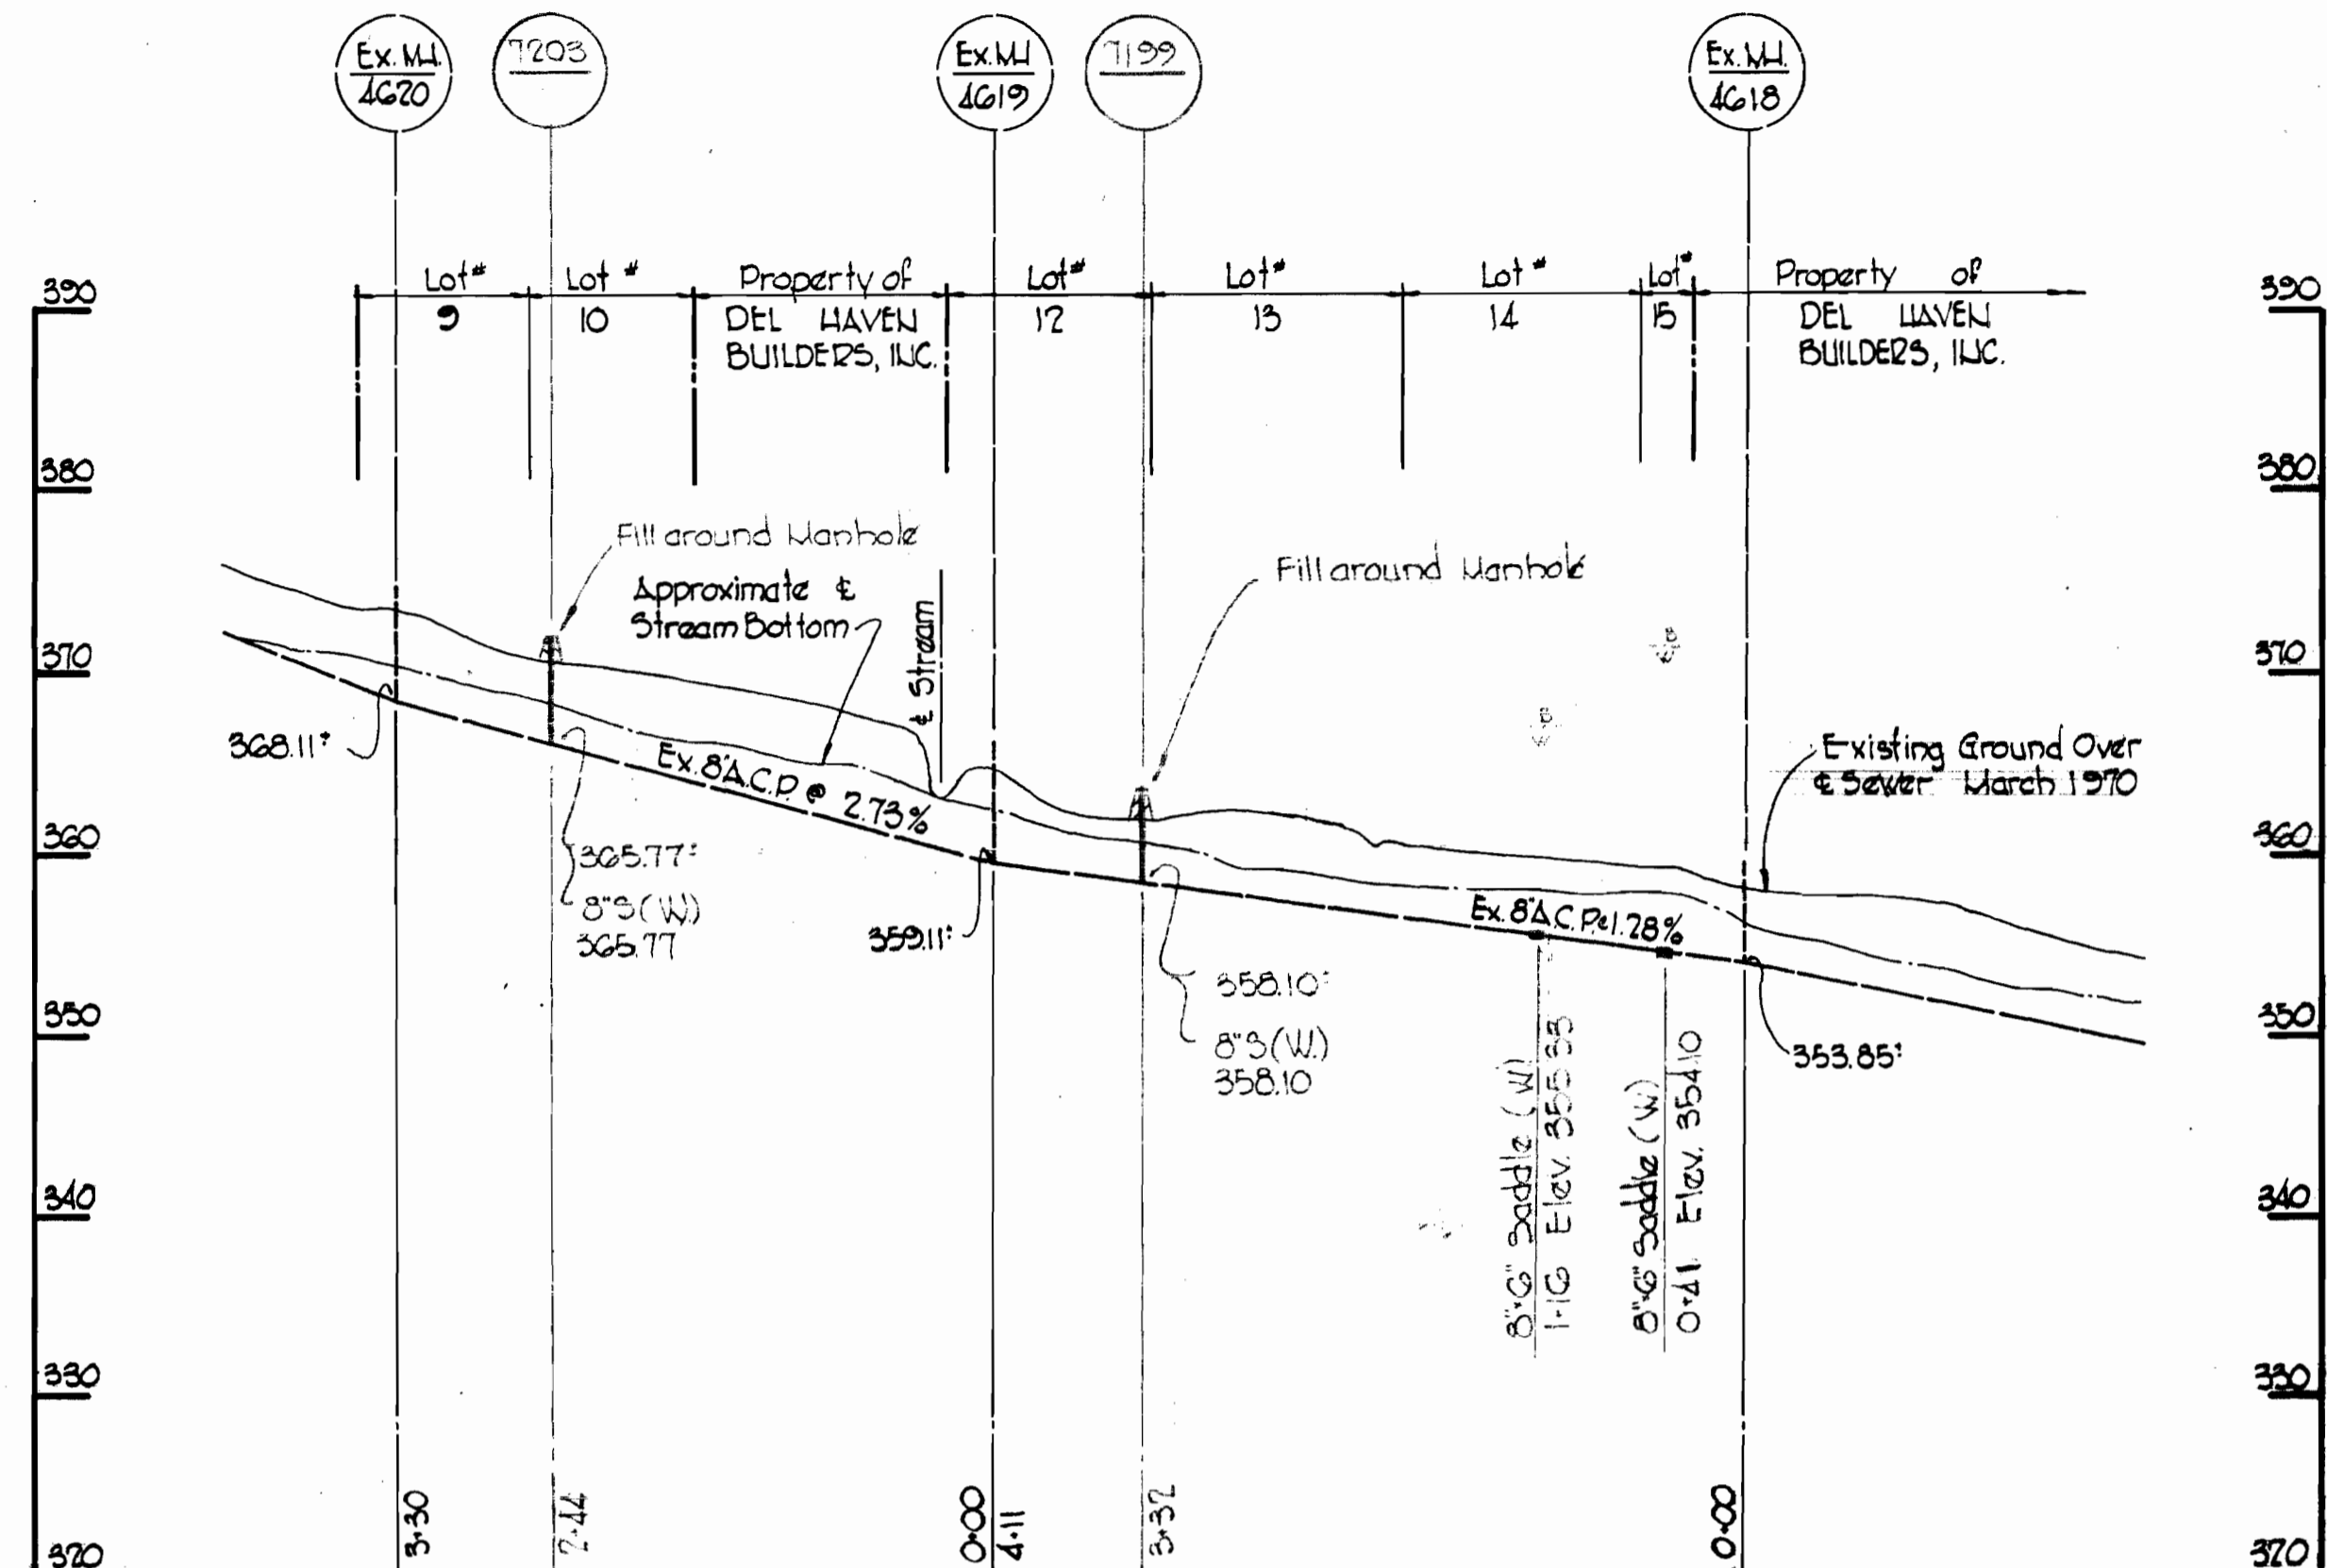 Ex. MH.
4620
7203
Ex. MH
4619
7199
Ex. MH.
4618
Lot #
9
Lot #
10
Property of
DEL HAVEN
BUILDERS, INC.
Lot #
12
Lot #
13
Lot #
14
Lot #
15
Property of
DEL HAVEN
BUILDERS, INC.
390
390
380
380
370
370
360
360
350
350
340
340
330
330
320
320
Fill around Manhole
Approximate ℄
Stream Bottom
℄ Stream
Fill around Manhole
Existing Ground Over
℄ Sewer March 1970
368.11±
Ex. 8" A.C.P. @ 2.73%
365.77±
8"S (W.)
365.77
359.11±
Ex. 8" A.C.P. @ 1.28%
358.10±
8"S (W.)
358.10
353.85±
8"x6" Saddle (W)
1+16 Elev. 355.33
8"x6" Saddle (W)
0+41 Elev. 354.10
3+30
2+44
0+00
4+11
3+32
0+00